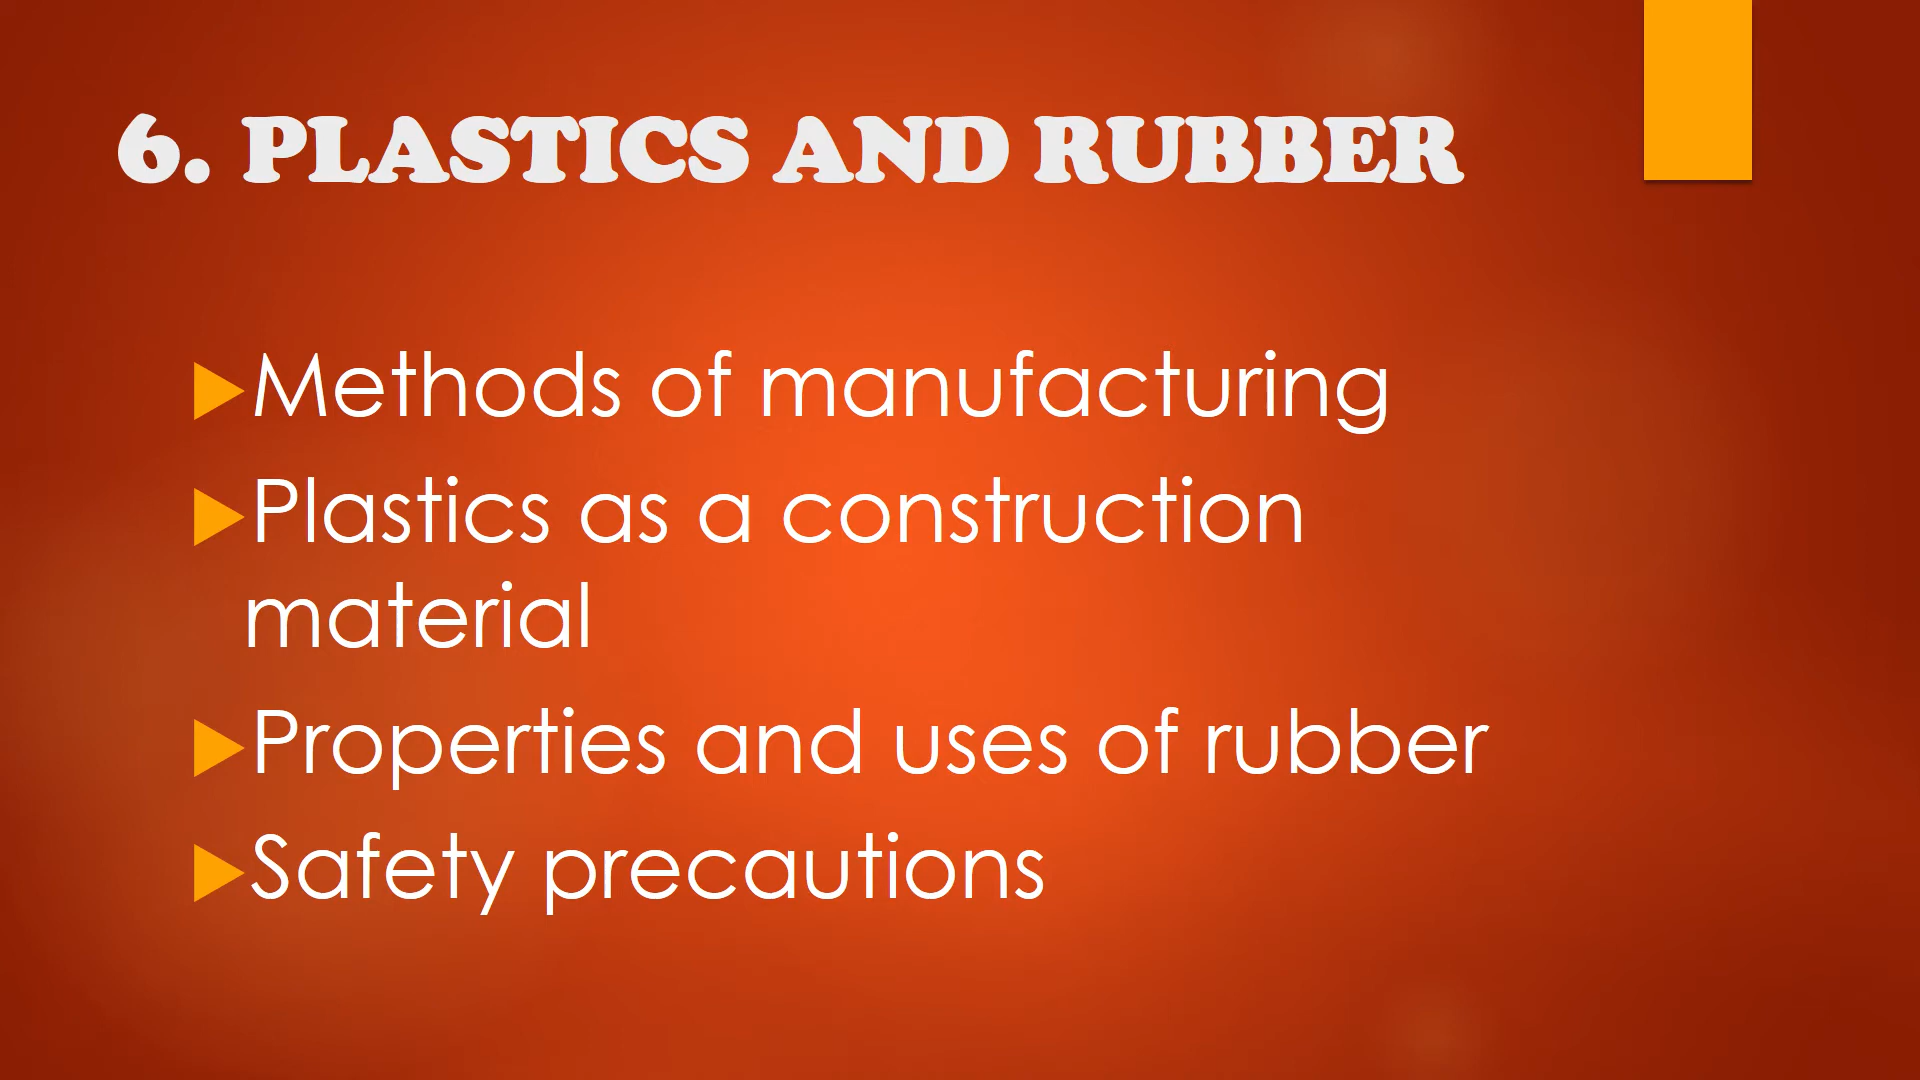 6. PLASTICS AND RUBBER
Methods of manufacturing
Plastics as a construction
material
Properties and uses of rubber
Safety precautions